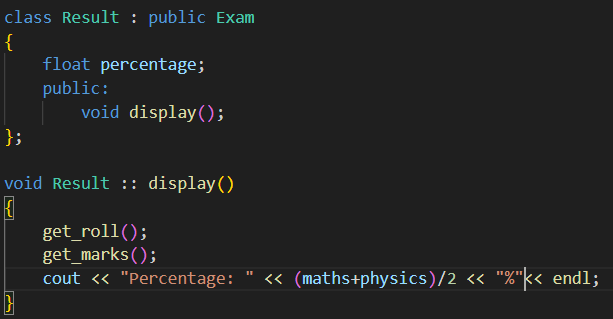 class Result : public Exam
{
    float percentage;
    public:
        void display();
};
void Result :: display()
{
    get_roll();
    get_marks();
    cout << "Percentage: " << (maths+physics)/2 << "%"<< endl;
}